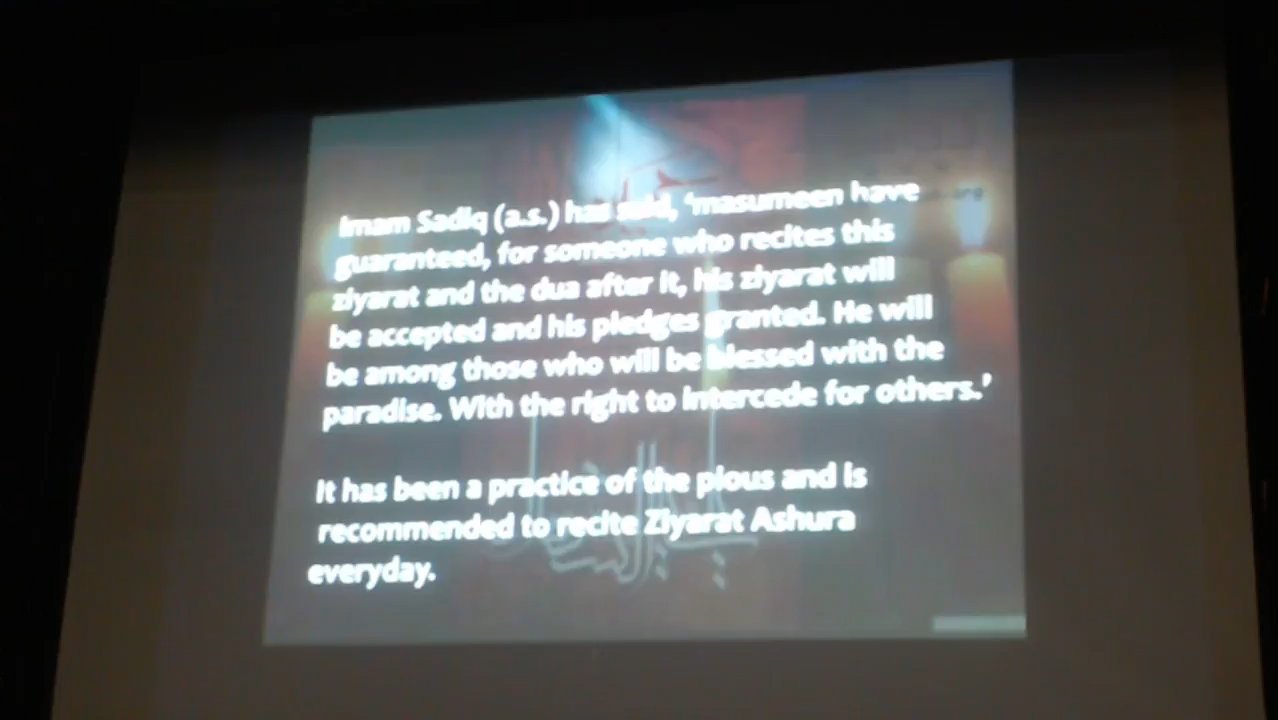 Imam Sadiq (a.s.) has said, 'masumeen have
guaranteed, for someone who recites this
ziyarat and the dua after it, his ziyarat will
be accepted and his pledges granted. He will
be among those who will be blessed with the
paradise. With the right to intercede for others.'
It has been a practice of the pious and is
recommended to recite Ziyarat Ashura
everyday.